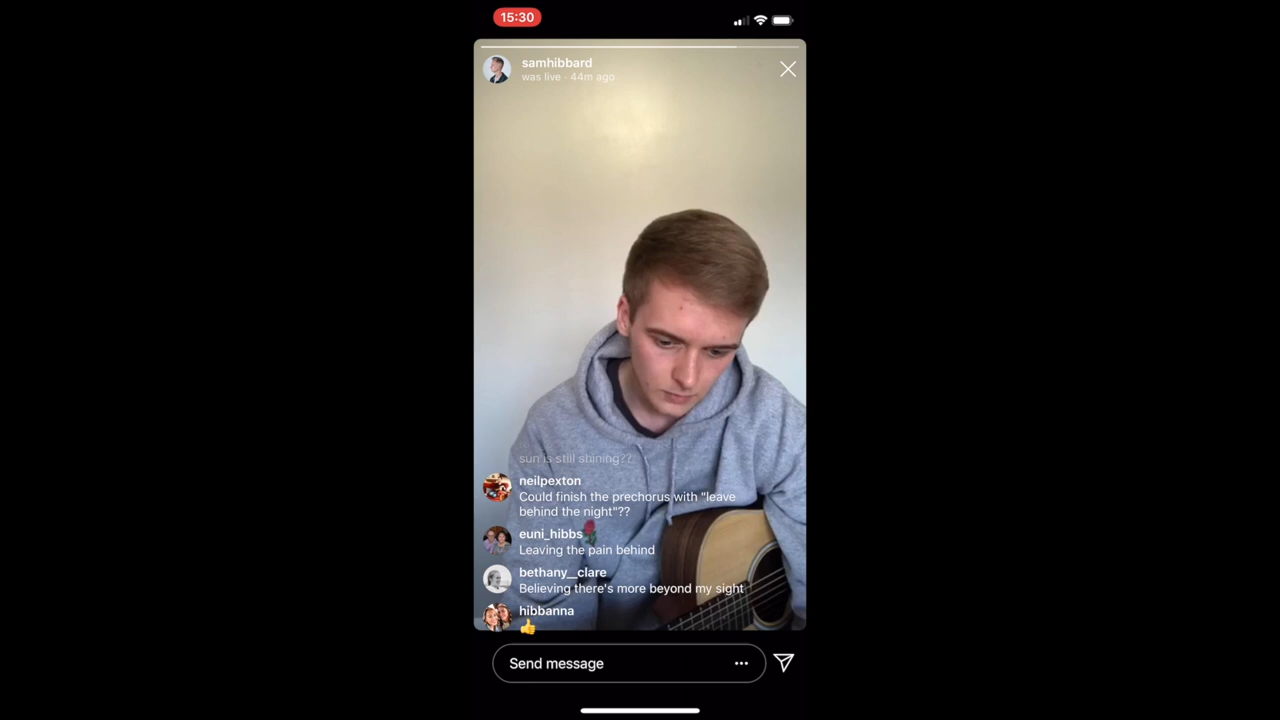 15:30
samhibbard
was live · 44m ago
sun is still shining??
neilpexton
Could finish the prechorus with "leave
behind the night"??
euni_hibbs
Leaving the pain behind
bethany__clare
Believing there's more beyond my sight
hibbanna
👍
Send message